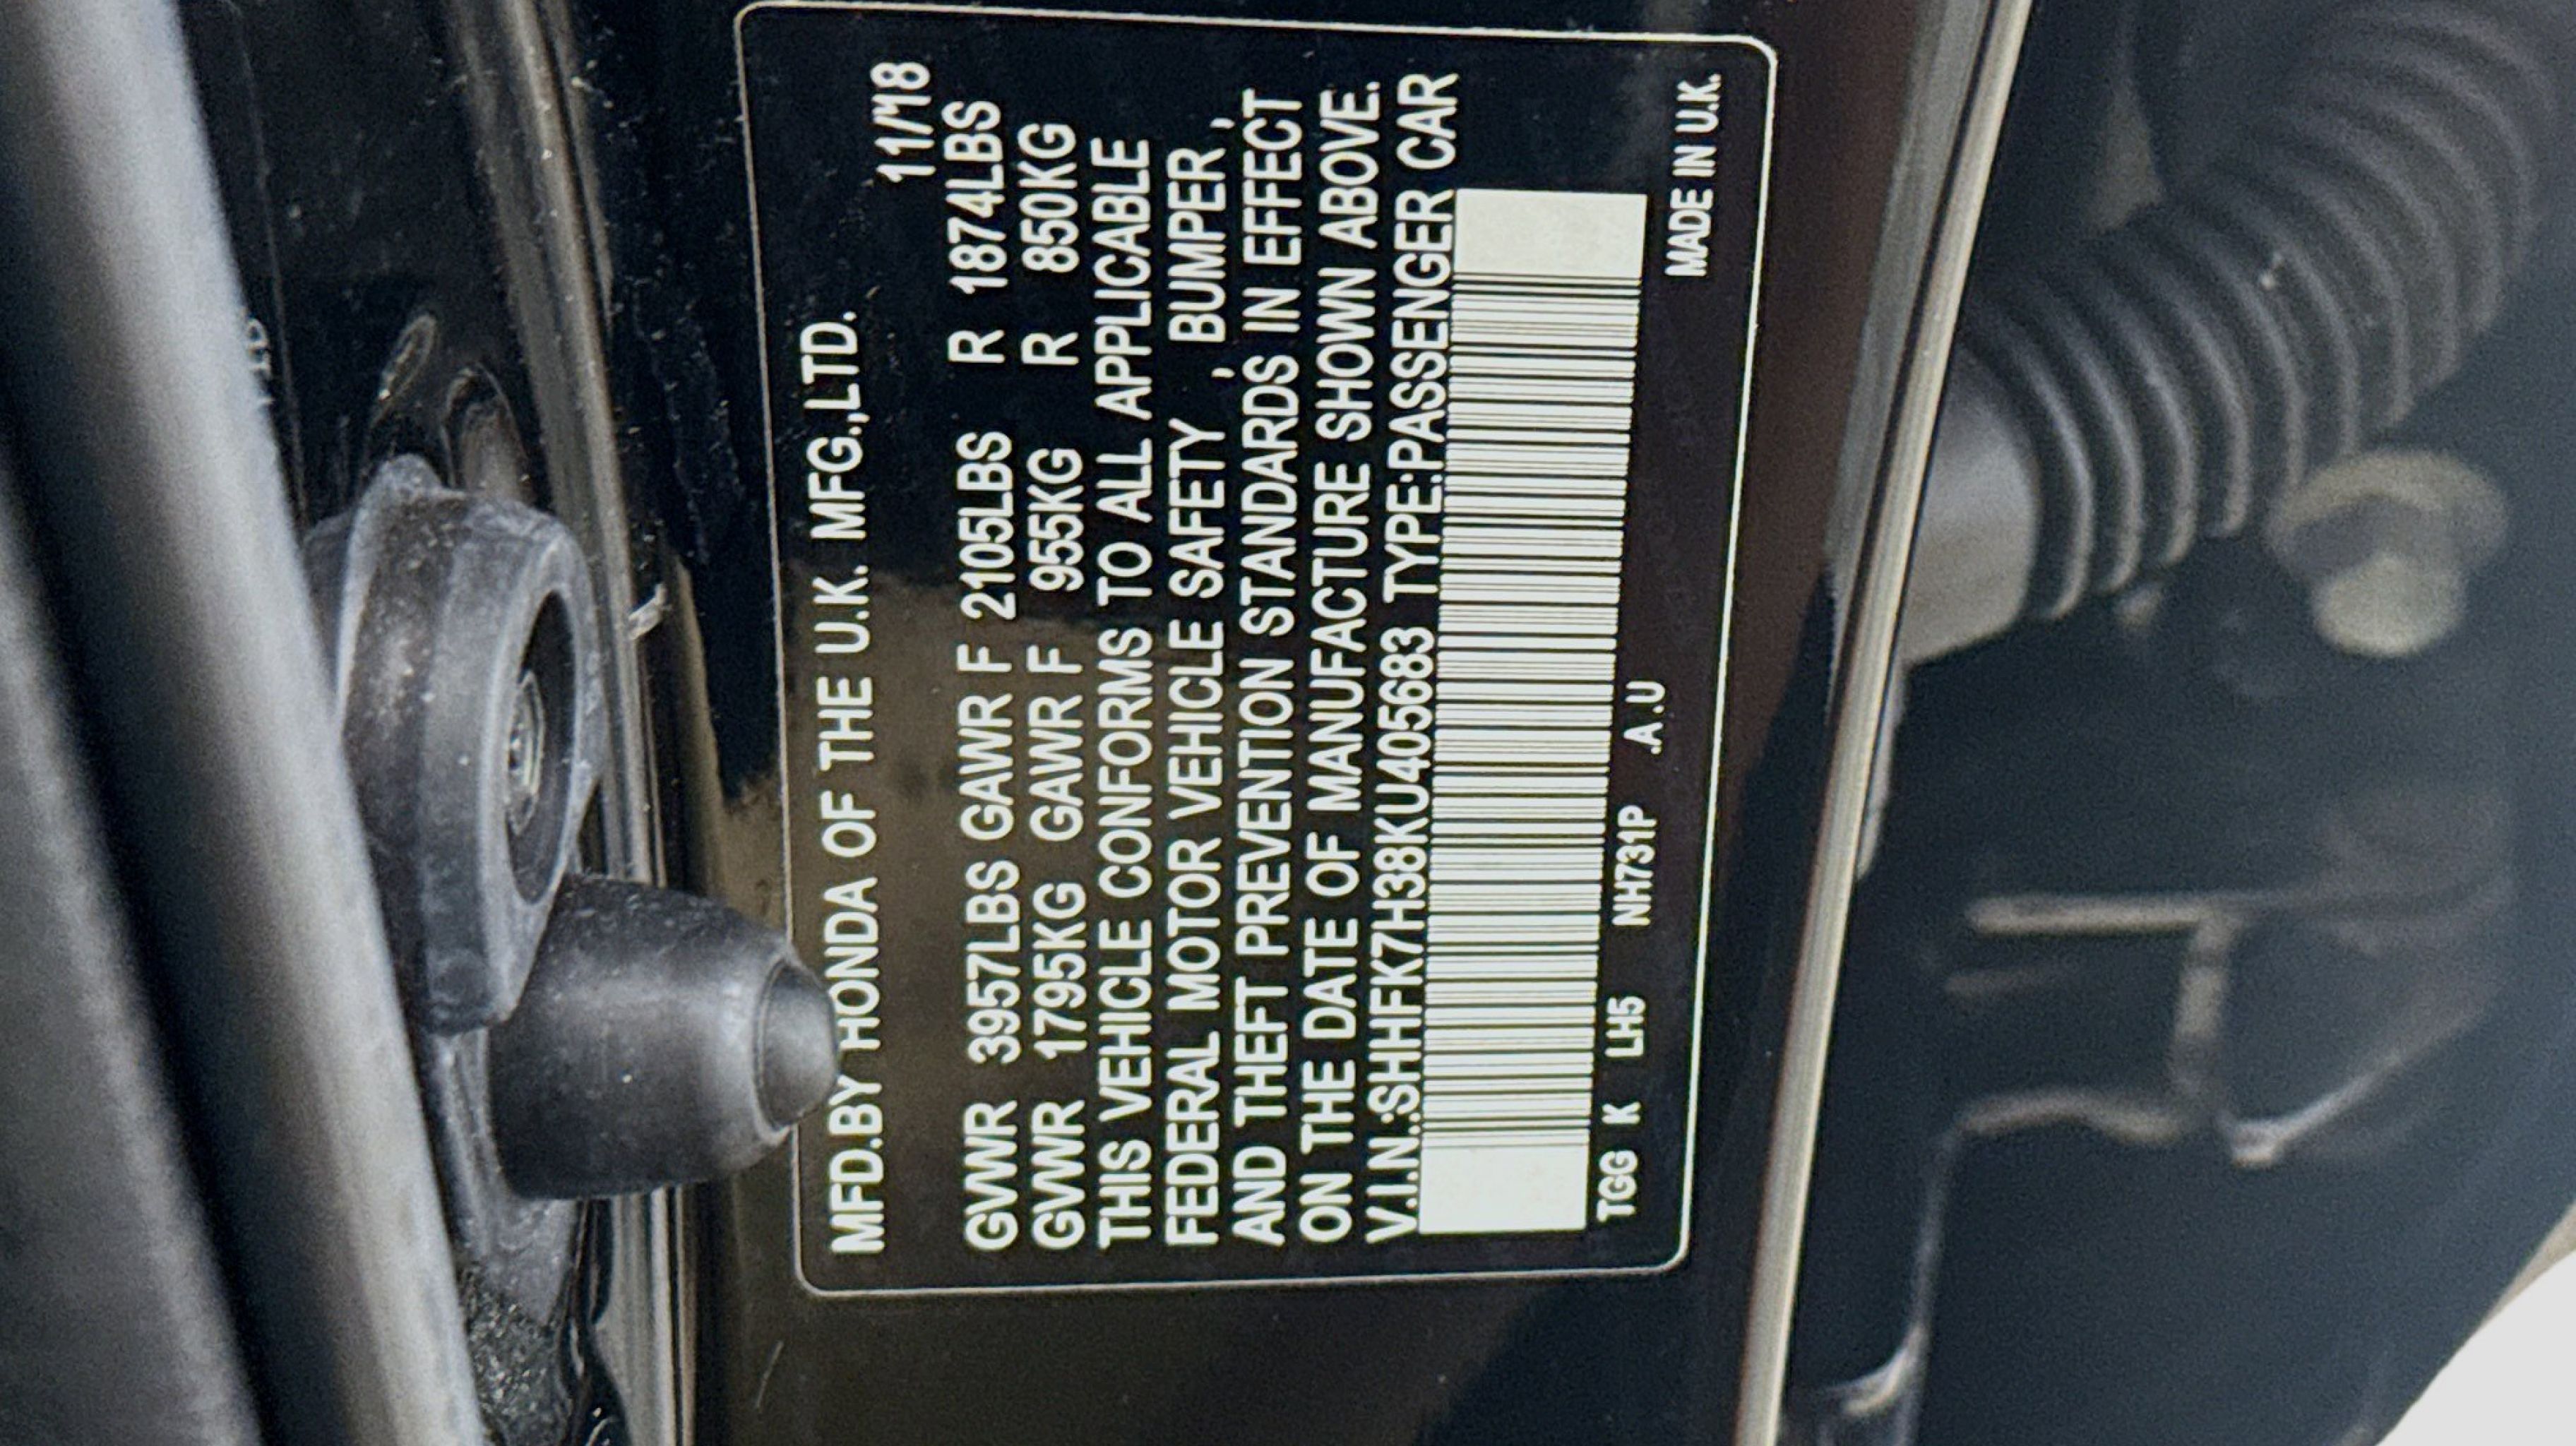 MFD.BY HONDA OF THE U.K. MFG.,LTD.
11/'18
GVWR 3957LBS GAWR F 2105LBS R 1874LBS
GVWR 1795KG GAWR F 955KG R 850KG
THIS VEHICLE CONFORMS TO ALL APPLICABLE
FEDERAL MOTOR VEHICLE SAFETY , BUMPER ,
AND THEFT PREVENTION STANDARDS IN EFFECT
ON THE DATE OF MANUFACTURE SHOWN ABOVE.
V.I.N.:SHHFK7H38KU405683 TYPE:PASSENGER CAR
TGG K LH5 NH731P .A.U
MADE IN U.K.